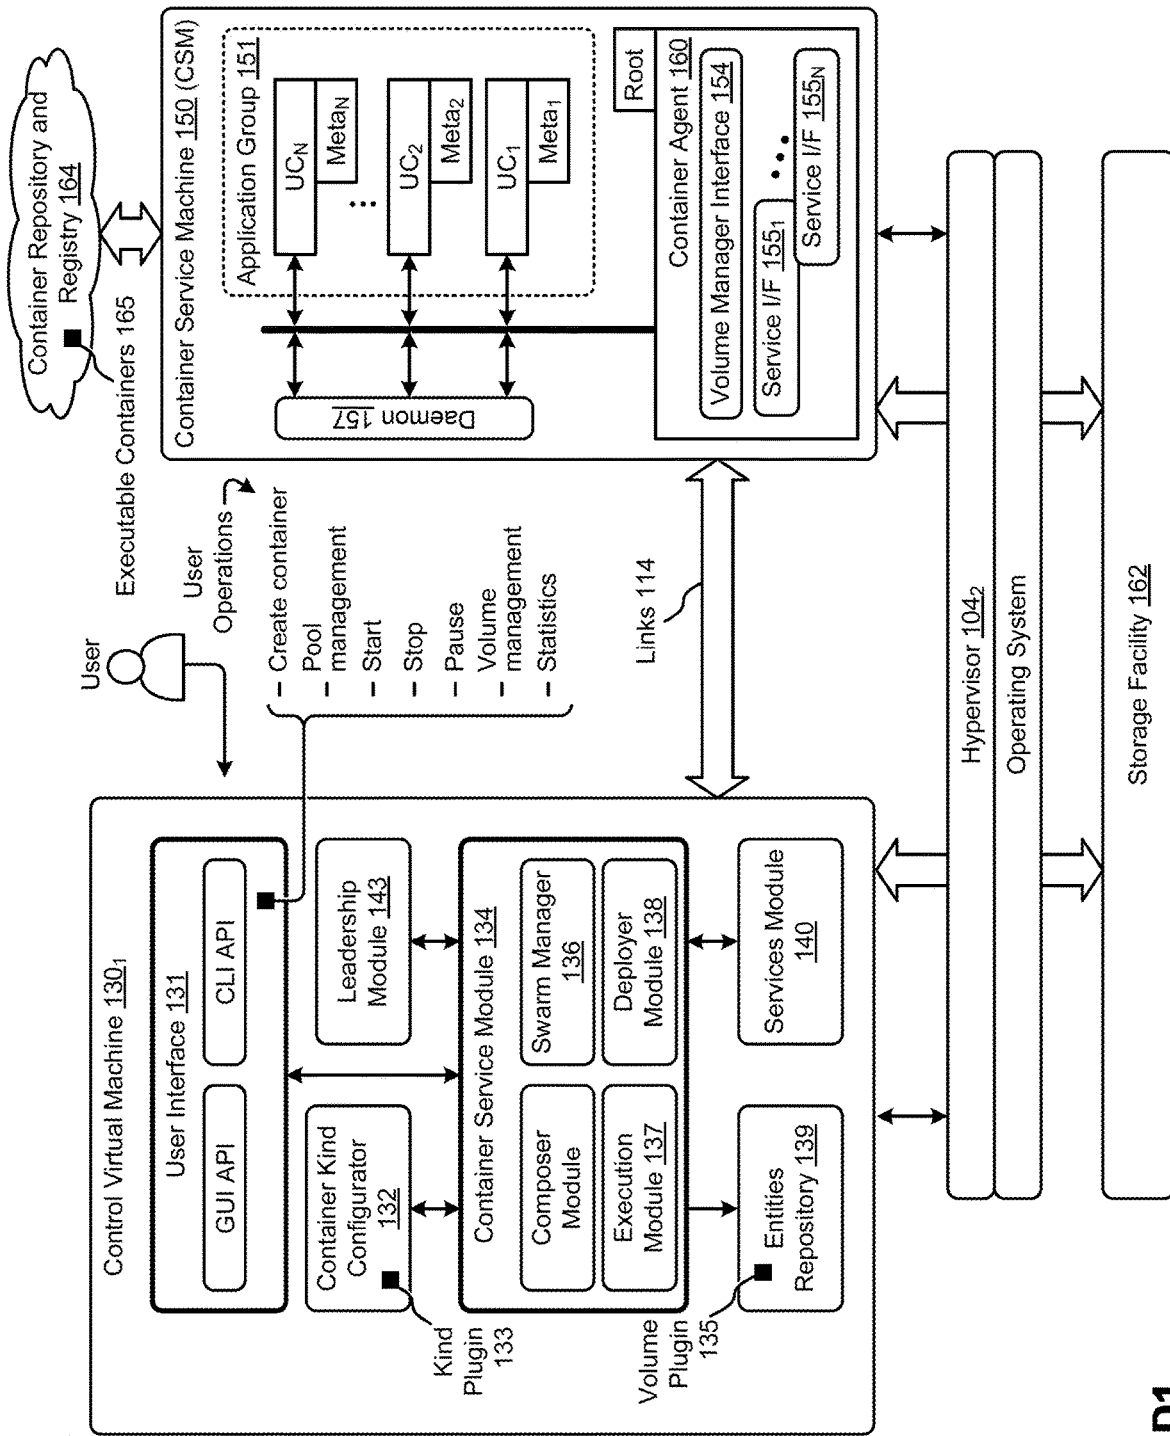 Container Repository and
Registry 164
Executable Containers 165
User
User
Operations
– Create container
– Pool
management
– Start
– Stop
– Pause
– Volume
management
– Statistics
Control Virtual Machine 130₁
User Interface 131
GUI API
CLI API
Container Kind
Configurator
132
Leadership
Module 143
Kind
Plugin
133
Container Service Module 134
Composer
Module
Swarm Manager
136
Execution
Module 137
Deployer
Module 138
Volume
Plugin
135
Entities
Repository 139
Services Module
140
Links 114
Container Service Machine 150 (CSM)
Application Group 151
UCN
MetaN
UC₂
Meta₂
UC₁
Meta₁
Daemon 157
Root
Container Agent 160
Volume Manager Interface 154
Service I/F 155₁
Service I/F 155N
Hypervisor 104₂
Operating System
Storage Facility 162
D1